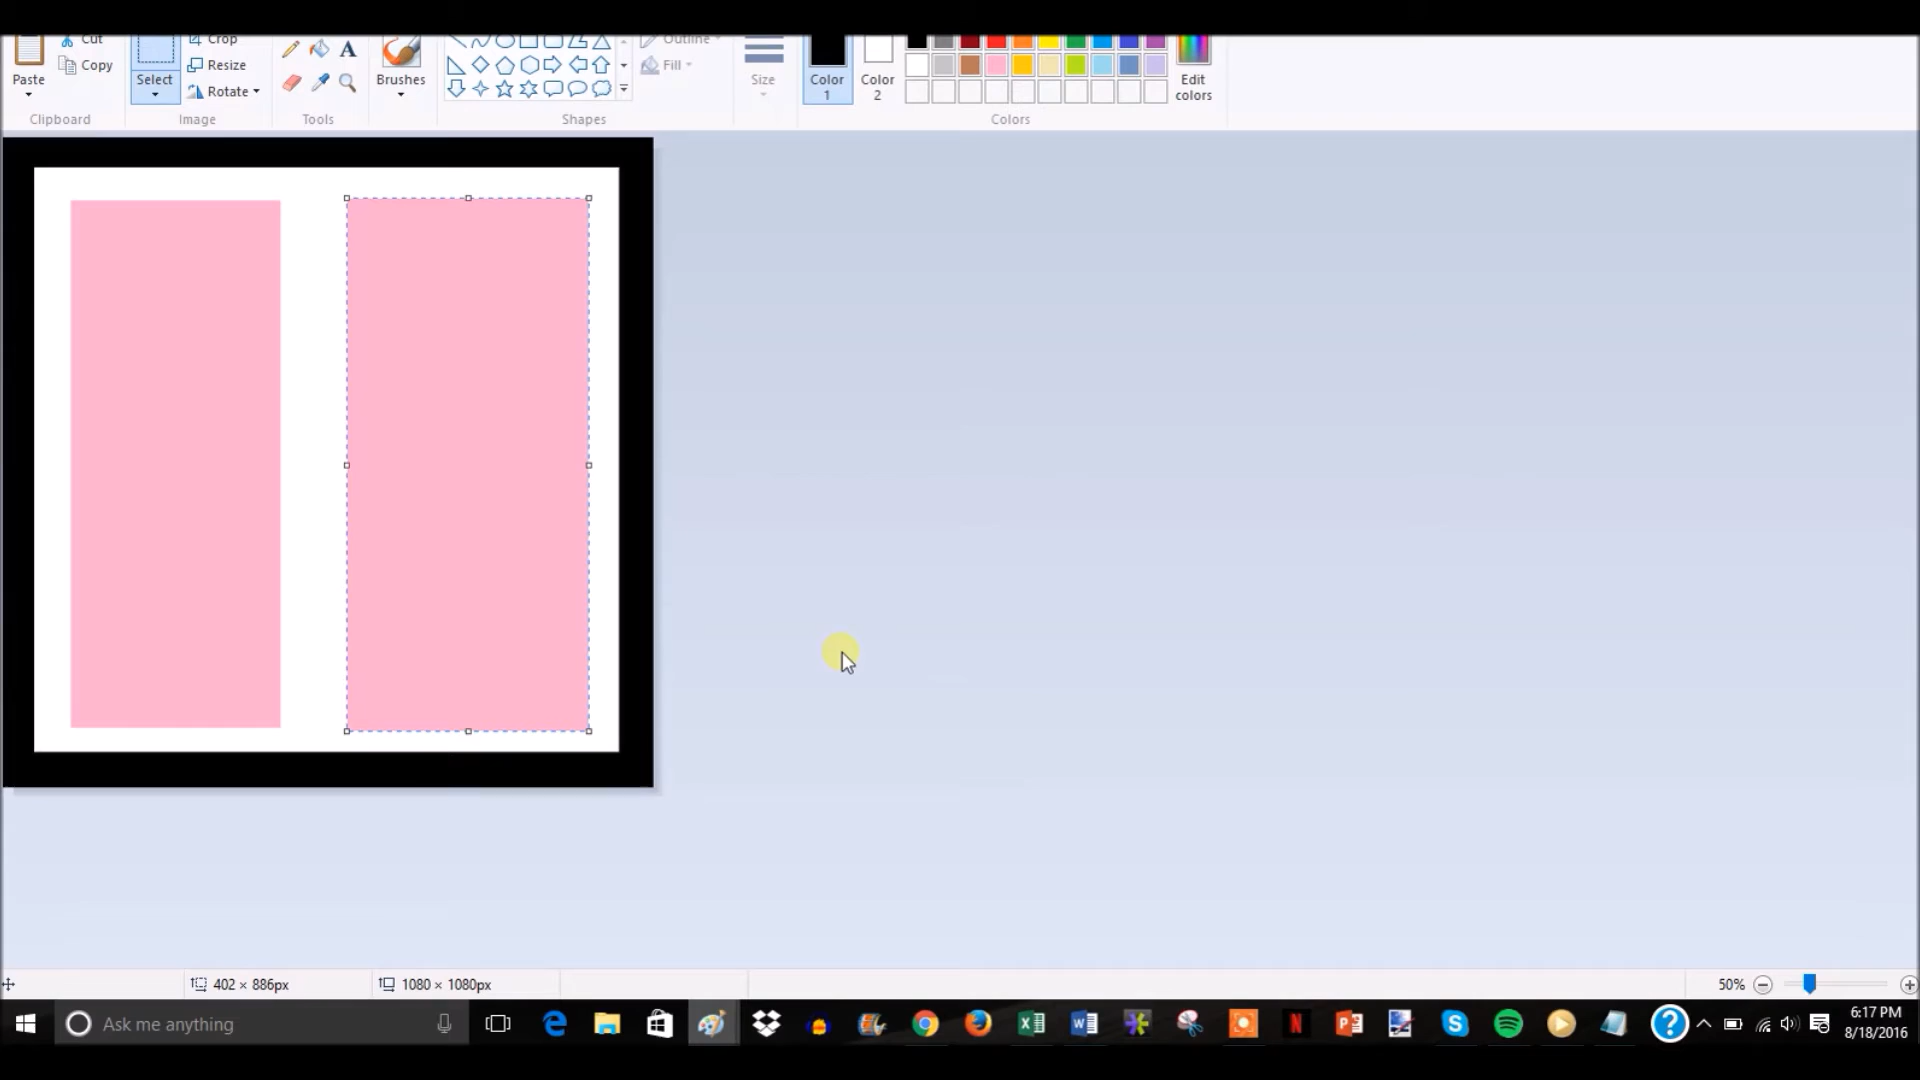 Cut
Crop
Outline
Copy
Resize
Fill
Rotate
Paste
Select
Brushes
Size
Color
1
Color
2
Edit
colors
Clipboard
Image
Tools
Shapes
Colors
402 × 886px
1080 × 1080px
50%
Ask me anything
6:17 PM
8/18/2016